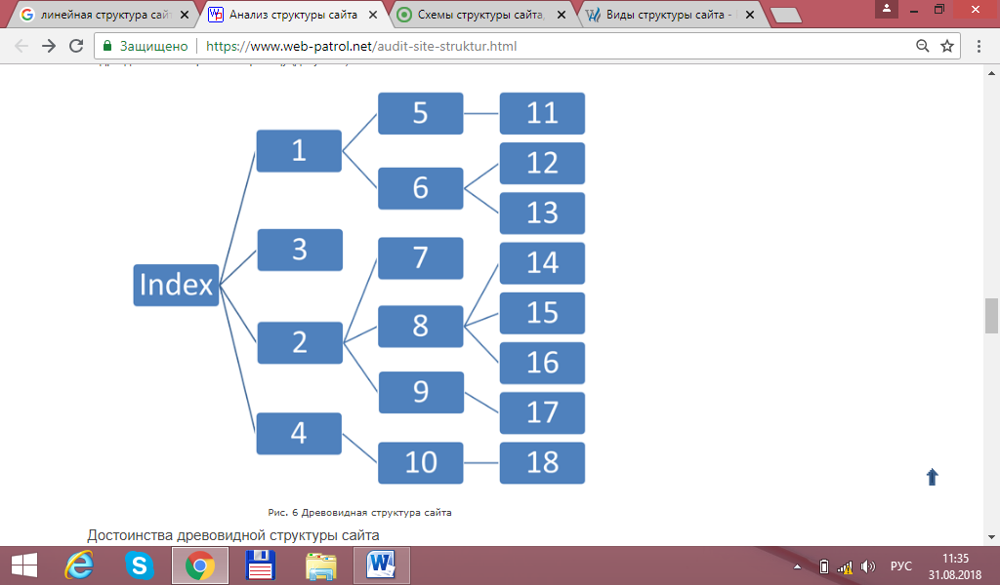 линейная структура сай
Анализ структуры сайта
Схемы структуры сайта,
Виды структуры сайта -
Защищено
https://www.web-patrol.net/audit-site-struktur.html
5
11
1
12
6
13
3
7
14
Index
15
8
2
16
9
17
4
10
18
Рис. 6 Древовидная структура сайта
Достоинства древовидной структуры сайта
РУС
11:35
31.08.2018